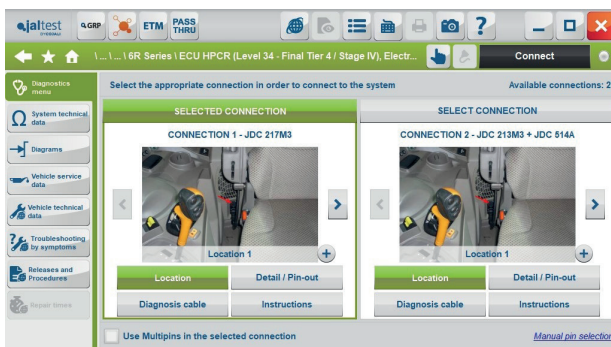 jaltest
GRP
ETM
PASS
THRU
?
\ ... \ ... \ 6R Series \ ECU HPCR (Level 34 - Final Tier 4 / Stage IV), Electr...
Connect
Diagnostics
menu
Select the appropriate connection in order to connect to the system
Available connections: 2
System technical
data
Diagrams
Vehicle service
data
Vehicle technical
data
Troubleshooting
by symptoms
Releases and
Procedures
Repair times
SELECTED CONNECTION
CONNECTION 1 - JDC 217M3
Location 1
Location
Detail / Pin-out
Diagnosis cable
Instructions
SELECT CONNECTION
CONNECTION 2 - JDC 213M3 + JDC 514A
Location 1
Location
Detail / Pin-out
Diagnosis cable
Instructions
Use Multipins in the selected connection
Manual pin selection